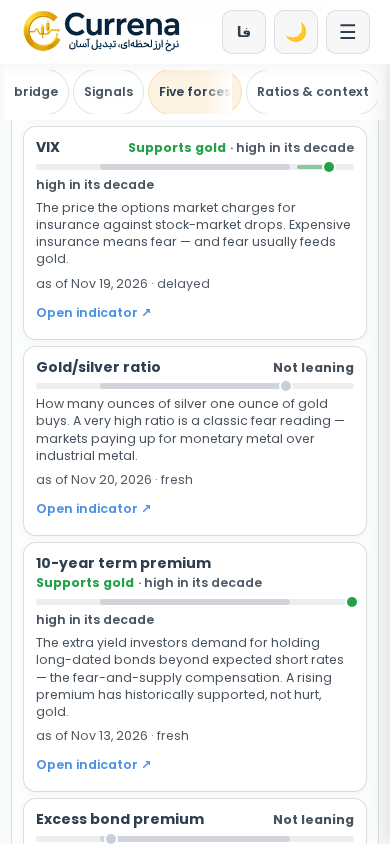 Currena
نرخ ارز لحظه‌ای، تبدیل آسان
فا
bridge
Signals
Five forces
Ratios & context
VIX
Supports gold · high in its decade
high in its decade
The price the options market charges for
insurance against stock-market drops. Expensive
insurance means fear — and fear usually feeds
gold.
as of Nov 19, 2026 · delayed
Open indicator ↗
Gold/silver ratio
Not leaning
How many ounces of silver one ounce of gold
buys. A very high ratio is a classic fear reading —
markets paying up for monetary metal over
industrial metal.
as of Nov 20, 2026 · fresh
Open indicator ↗
10-year term premium
Supports gold · high in its decade
high in its decade
The extra yield investors demand for holding
long-dated bonds beyond expected short rates
— the fear-and-supply compensation. A rising
premium has historically supported, not hurt,
gold.
as of Nov 13, 2026 · fresh
Open indicator ↗
Excess bond premium
Not leaning